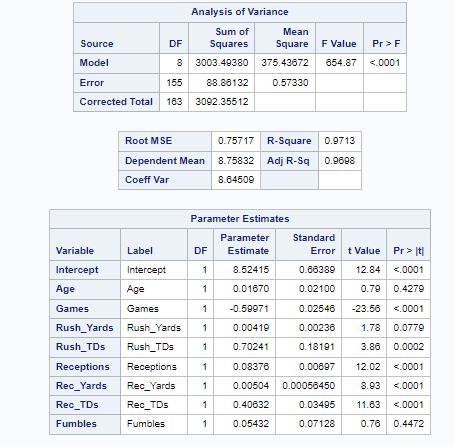 Analysis of Variance
Source DF Sum of Squares Mean Square F Value Pr > F
Model 8 3003.49380 375.43672 654.87 <.0001
Error 155 88.86132 0.57330
Corrected Total 163 3092.35512
Root MSE 0.75717 R-Square 0.9713
Dependent Mean 8.75832 Adj R-Sq 0.9698
Coeff Var 8.64509
Parameter Estimates
Variable Label DF Parameter Estimate Standard Error t Value Pr > |t|
Intercept Intercept 1 8.52415 0.66389 12.84 <.0001
Age Age 1 0.01670 0.02100 0.79 0.4279
Games Games 1 -0.59971 0.02546 -23.56 <.0001
Rush_Yards Rush_Yards 1 0.00419 0.00236 1.78 0.0779
Rush_TDs Rush_TDs 1 0.70241 0.18191 3.86 0.0002
Receptions Receptions 1 0.08376 0.00697 12.02 <.0001
Rec_Yards Rec_Yards 1 0.00504 0.00056450 8.93 <.0001
Rec_TDs Rec_TDs 1 0.40632 0.03495 11.63 <.0001
Fumbles Fumbles 1 0.05432 0.07128 0.76 0.4472